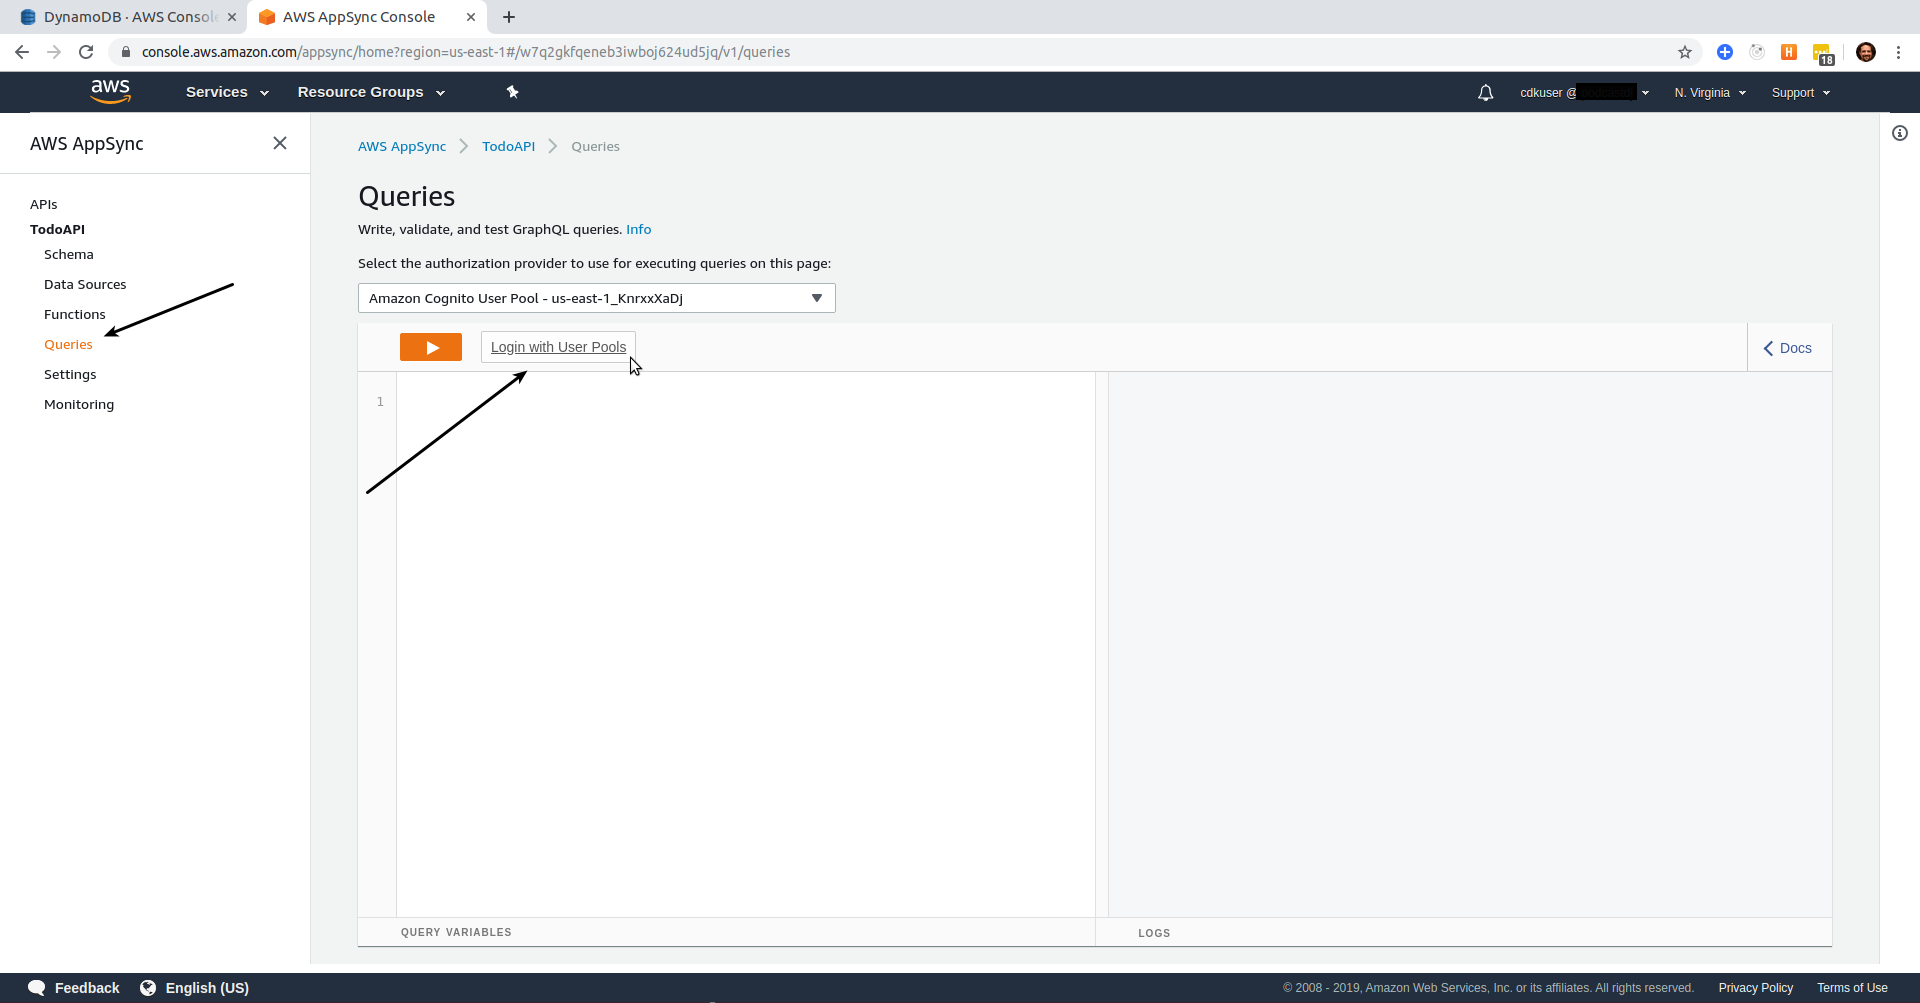 DynamoDB · AWS Consol
AWS AppSync Console
console.aws.amazon.com/appsync/home?region=us-east-1#/w7q2gkfqeneb3iwboj624ud5jq/v1/queries
18
aws
Services
Resource Groups
cdkuser @
N. Virginia
Support
AWS AppSync
APIs
TodoAPI
Schema
Data Sources
Functions
Queries
Settings
Monitoring
AWS AppSync
TodoAPI
Queries
Queries
Write, validate, and test GraphQL queries. Info
Select the authorization provider to use for executing queries on this page:
Amazon Cognito User Pool - us-east-1_KnrxxXaDj
Login with User Pools
Docs
1
QUERY VARIABLES
LOGS
Feedback
English (US)
© 2008 - 2019, Amazon Web Services, Inc. or its affiliates. All rights reserved.
Privacy Policy
Terms of Use